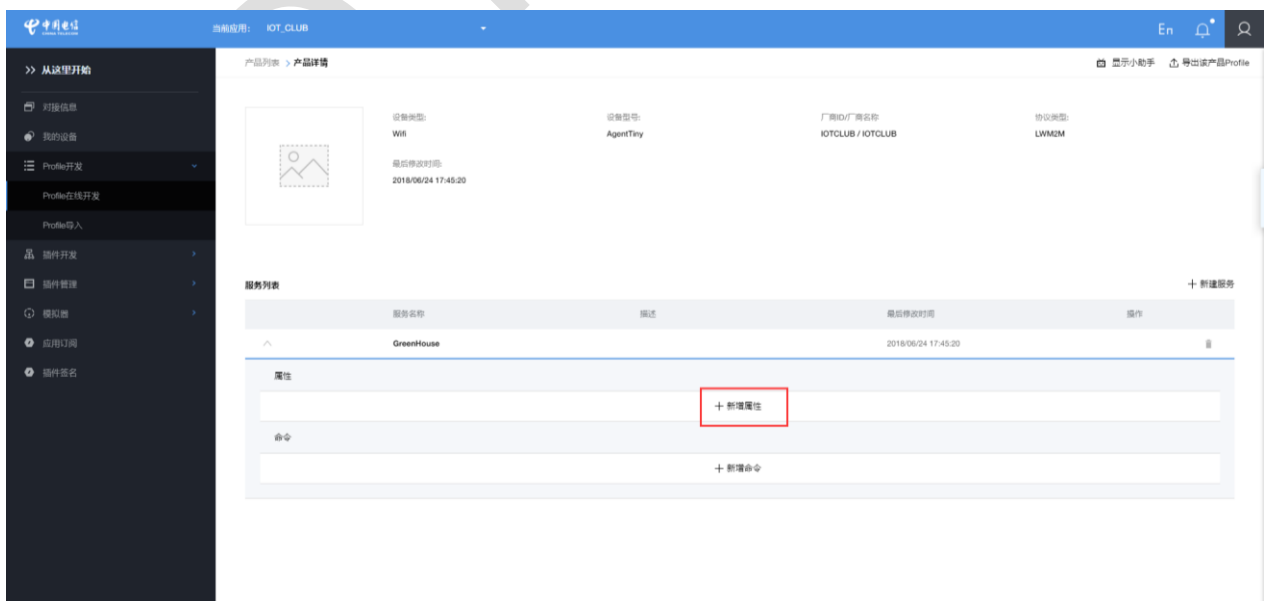 中国电信
CHINA TELECOM
当前应用: IOT_CLUB
En
从这里开始
产品列表 > 产品详情
显示小助手
导出该产品Profile
对接信息
我的设备
Profile开发
Profile在线开发
Profile导入
插件开发
插件管理
模拟器
应用订阅
插件签名
设备类型:
Wifi
设备型号:
AgentTiny
厂商ID/厂商名称
IOTCLUB / IOTCLUB
协议类型:
LWM2M
最后修改时间:
2018/06/24 17:45:20
服务列表
新建服务
服务名称 描述 最后修改时间 操作
GreenHouse 2018/06/24 17:45:20
属性
新增属性
命令
新增命令